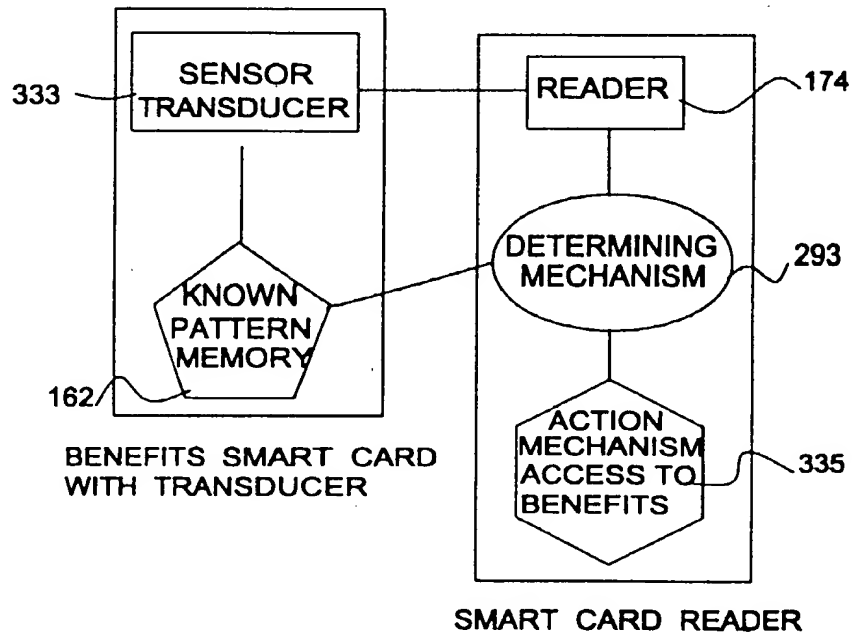 SENSOR
TRANSDUCER
333
KNOWN
PATTERN
MEMORY
162
BENEFITS SMART CARD
WITH TRANSDUCER
READER
174
DETERMINING
MECHANISM
293
ACTION
MECHANISM
ACCESS TO
BENEFITS
335
SMART CARD READER